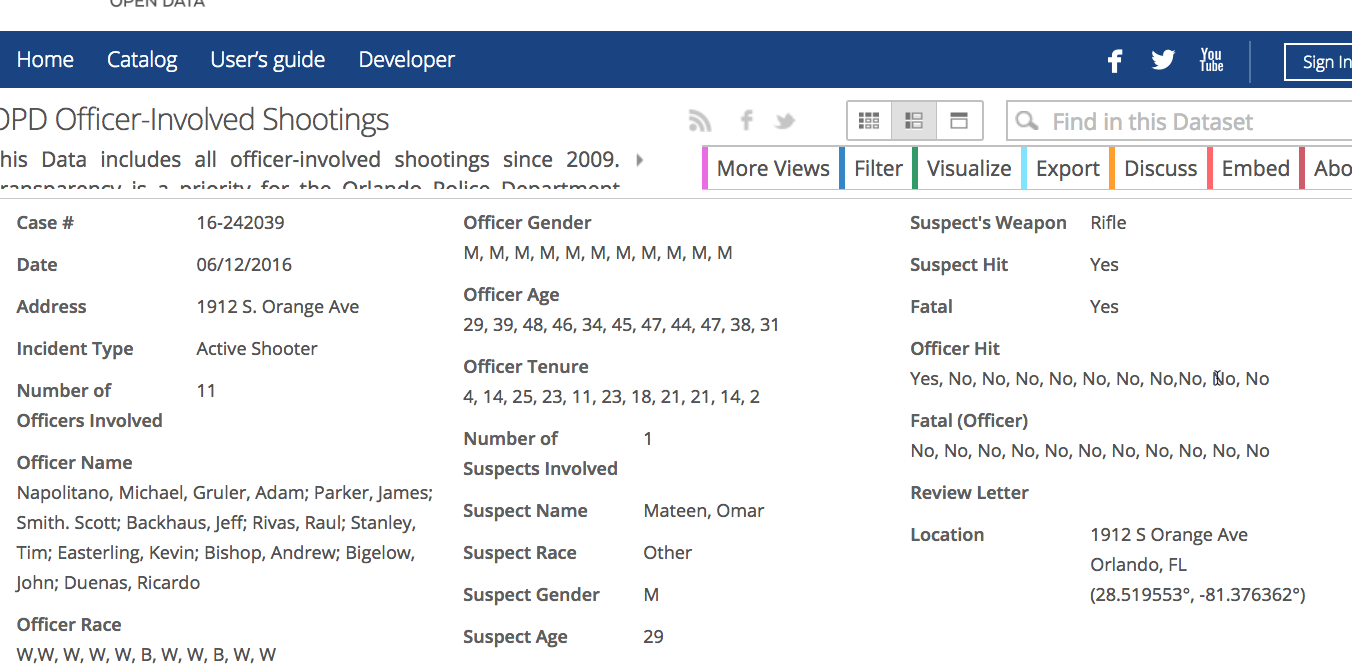 OPEN DATA
Home Catalog User's guide Developer
You
Tube
Sign In
OPD Officer-Involved Shootings
Find in this Dataset
his Data includes all officer-involved shootings since 2009.
ransparency is a priority for the Orlando Police Department
More Views Filter Visualize Export Discuss Embed Abo
Case # 16-242039
Date 06/12/2016
Address 1912 S. Orange Ave
Incident Type Active Shooter
Number of 11
Officers Involved
Officer Name
Napolitano, Michael, Gruler, Adam; Parker, James;
Smith. Scott; Backhaus, Jeff; Rivas, Raul; Stanley,
Tim; Easterling, Kevin; Bishop, Andrew; Bigelow,
John; Duenas, Ricardo
Officer Race
W,W, W, W, W, B, W, W, B, W, W
Officer Gender
M, M, M, M, M, M, M, M, M, M, M
Officer Age
29, 39, 48, 46, 34, 45, 47, 44, 47, 38, 31
Officer Tenure
4, 14, 25, 23, 11, 23, 18, 21, 21, 14, 2
Number of 1
Suspects Involved
Suspect Name Mateen, Omar
Suspect Race Other
Suspect Gender M
Suspect Age 29
Suspect's Weapon Rifle
Suspect Hit Yes
Fatal Yes
Officer Hit
Yes, No, No, No, No, No, No, No,No, No, No
Fatal (Officer)
No, No, No, No, No, No, No, No, No, No, No
Review Letter
Location 1912 S Orange Ave
Orlando, FL
(28.519553°, -81.376362°)